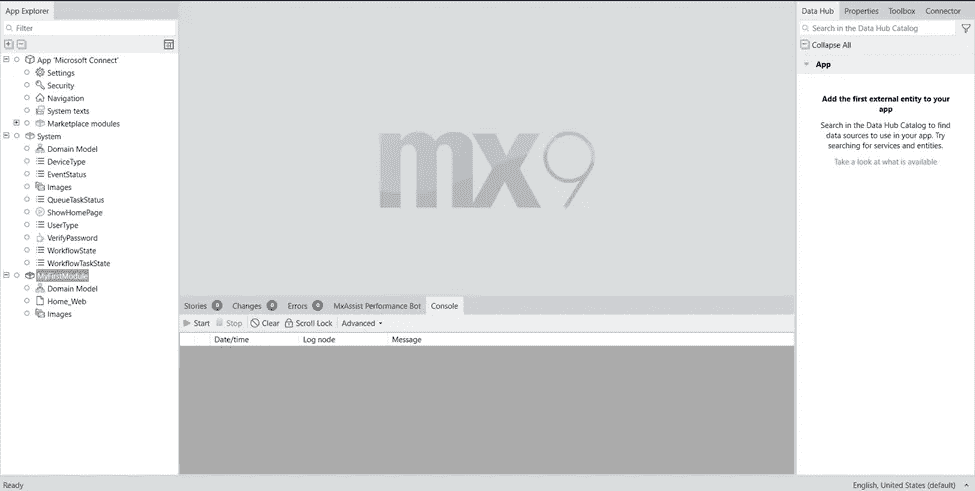 App Explorer
Filter
App 'Microsoft Connect'
Settings
Security
Navigation
System texts
Marketplace modules
System
Domain Model
DeviceType
EventStatus
Images
QueueTaskStatus
ShowHomePage
UserType
VerifyPassword
WorkflowState
WorkflowTaskState
MyFirstModule
Domain Model
Home_Web
Images
mx9
Stories 0 Changes 0 Errors 0 MxAssist Performance Bot Console
Start Stop Clear Scroll Lock Advanced
Date/time Log node Message
Data Hub Properties Toolbox Connector
Search in the Data Hub Catalog
Collapse All
App
Add the first external entity to your
app
Search in the Data Hub Catalog to find
data sources to use in your app. Try
searching for services and entities.
Take a look at what is available
Ready
English, United States (default)